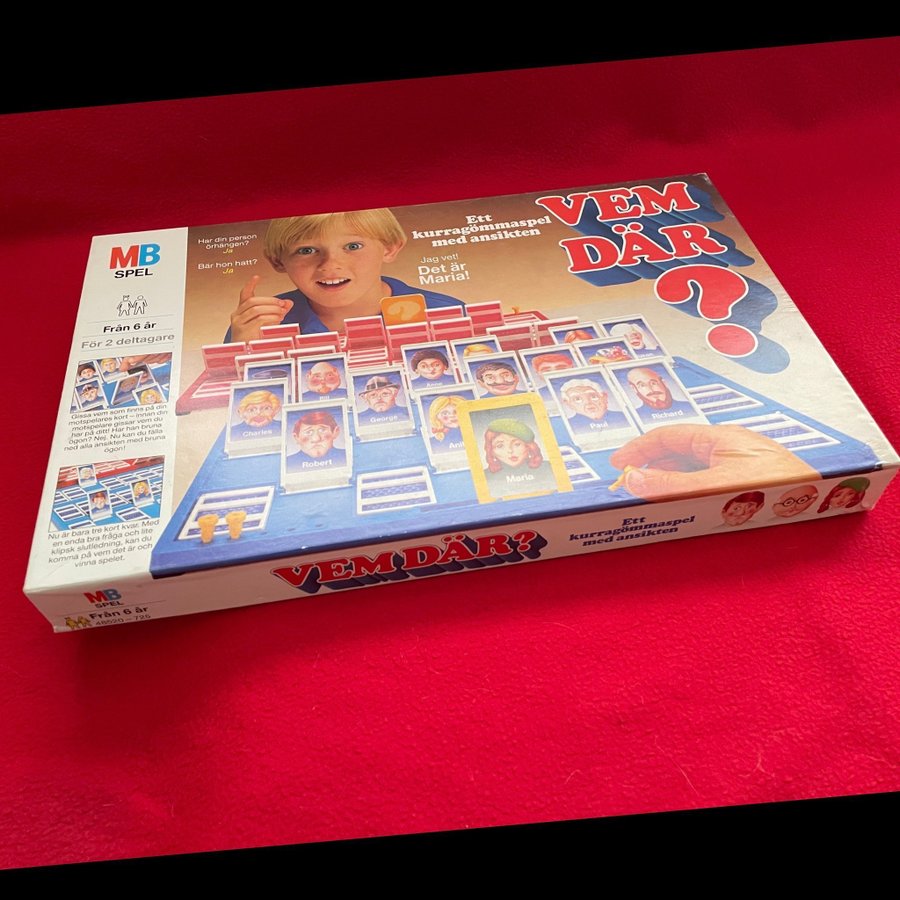 MB
SPEL
Från 6 år
För 2 deltagare
Gissa vem som finns på din
motspelares kort – innan din
motspelare gissar vem du
har på ditt! Har han bruna
ögon? Nej. Nu kan du fälla
ned alla ansikten med bruna
ögon!
Nu är bara tre kort kvar. Med
en enda bra fråga och lite
klipsk slutledning, kan du
komma på vem det är och
vinna spelet.
Har din person
örhängen?
Ja
Bär hon hatt?
Ja
Ett
kurragömmaspel
med ansikten
Jag vet!
Det är
Maria!
VEM
DÄR
?
?
Charles
Bill
George
Anne
Robert
Ani
Maria
Paul
Richard
MB
SPEL
Från 6 år
48520–725
VEM DÄR?
Ett
kurragömmaspel
med ansikten